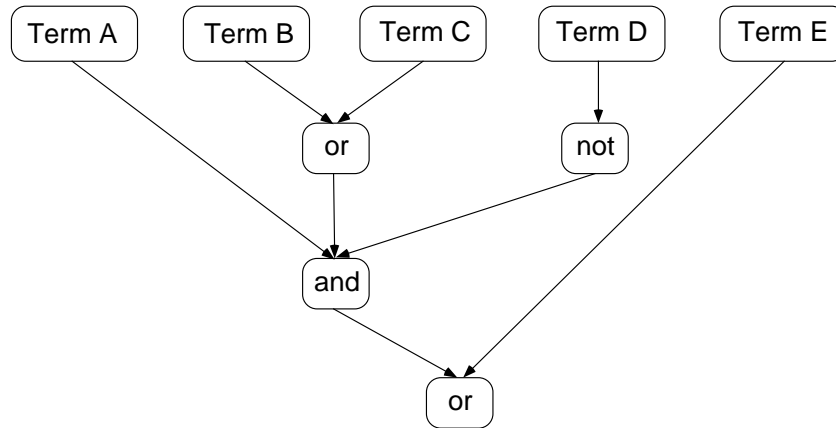 Term A
Term B
Term C
Term D
Term E
or
not
and
or